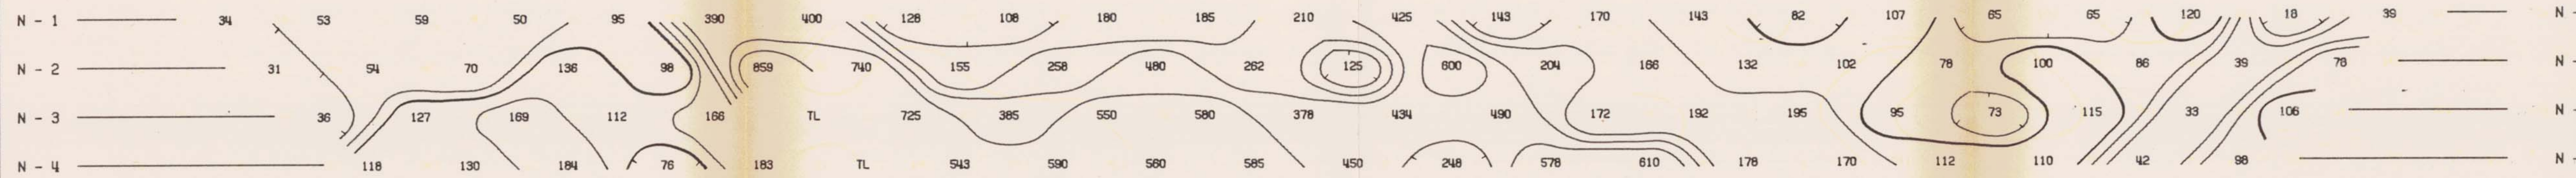 N - 1 34 53 59 50 95 390 400 128 108 180 185 210 425 143 170 143 82 107 65 65 120 18 39 N -
N - 2 31 54 70 136 98 859 740 155 258 480 262 125 600 204 166 132 102 78 100 86 39 78 N -
N - 3 36 127 169 112 166 TL 725 385 550 580 378 434 490 172 192 195 95 73 115 33 106 N -
N - 4 118 130 184 76 183 TL 543 590 560 585 450 248 578 610 178 170 112 110 42 98 N -